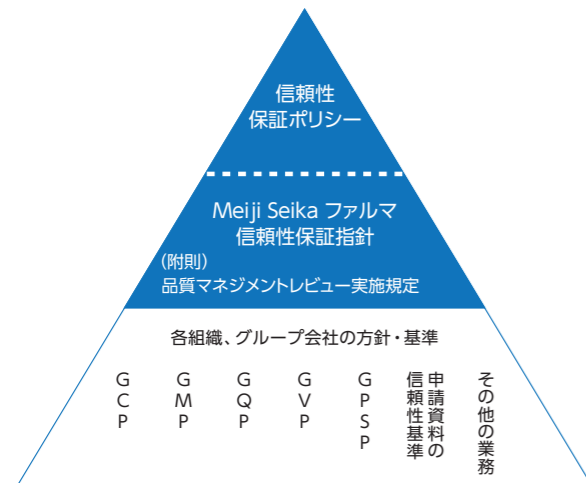 信頼性
保証ポリシー
Meiji Seika ファルマ
信頼性保証指針
(附則)
品質マネジメントレビュー実施規定
各組織、グループ会社の方針・基準
GCP
GMP
GQP
GVP
GPSP
申請資料の
信頼性基準
その他の業務